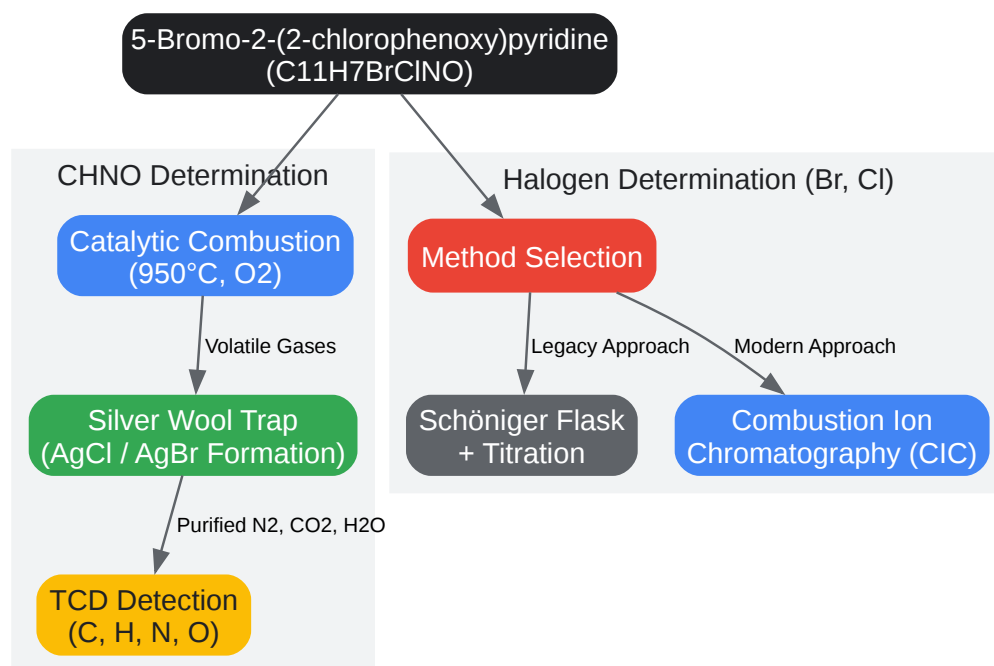 5-Bromo-2-(2-chlorophenoxy)pyridine
(C11H7BrClNO)
CHNO Determination
Catalytic Combustion
(950°C, O2)
Volatile Gases
Silver Wool Trap
(AgCl / AgBr Formation)
Purified N2, CO2, H2O
TCD Detection
(C, H, N, O)
Halogen Determination (Br, Cl)
Method Selection
Legacy Approach
Modern Approach
Schöniger Flask
+ Titration
Combustion Ion
Chromatography (CIC)